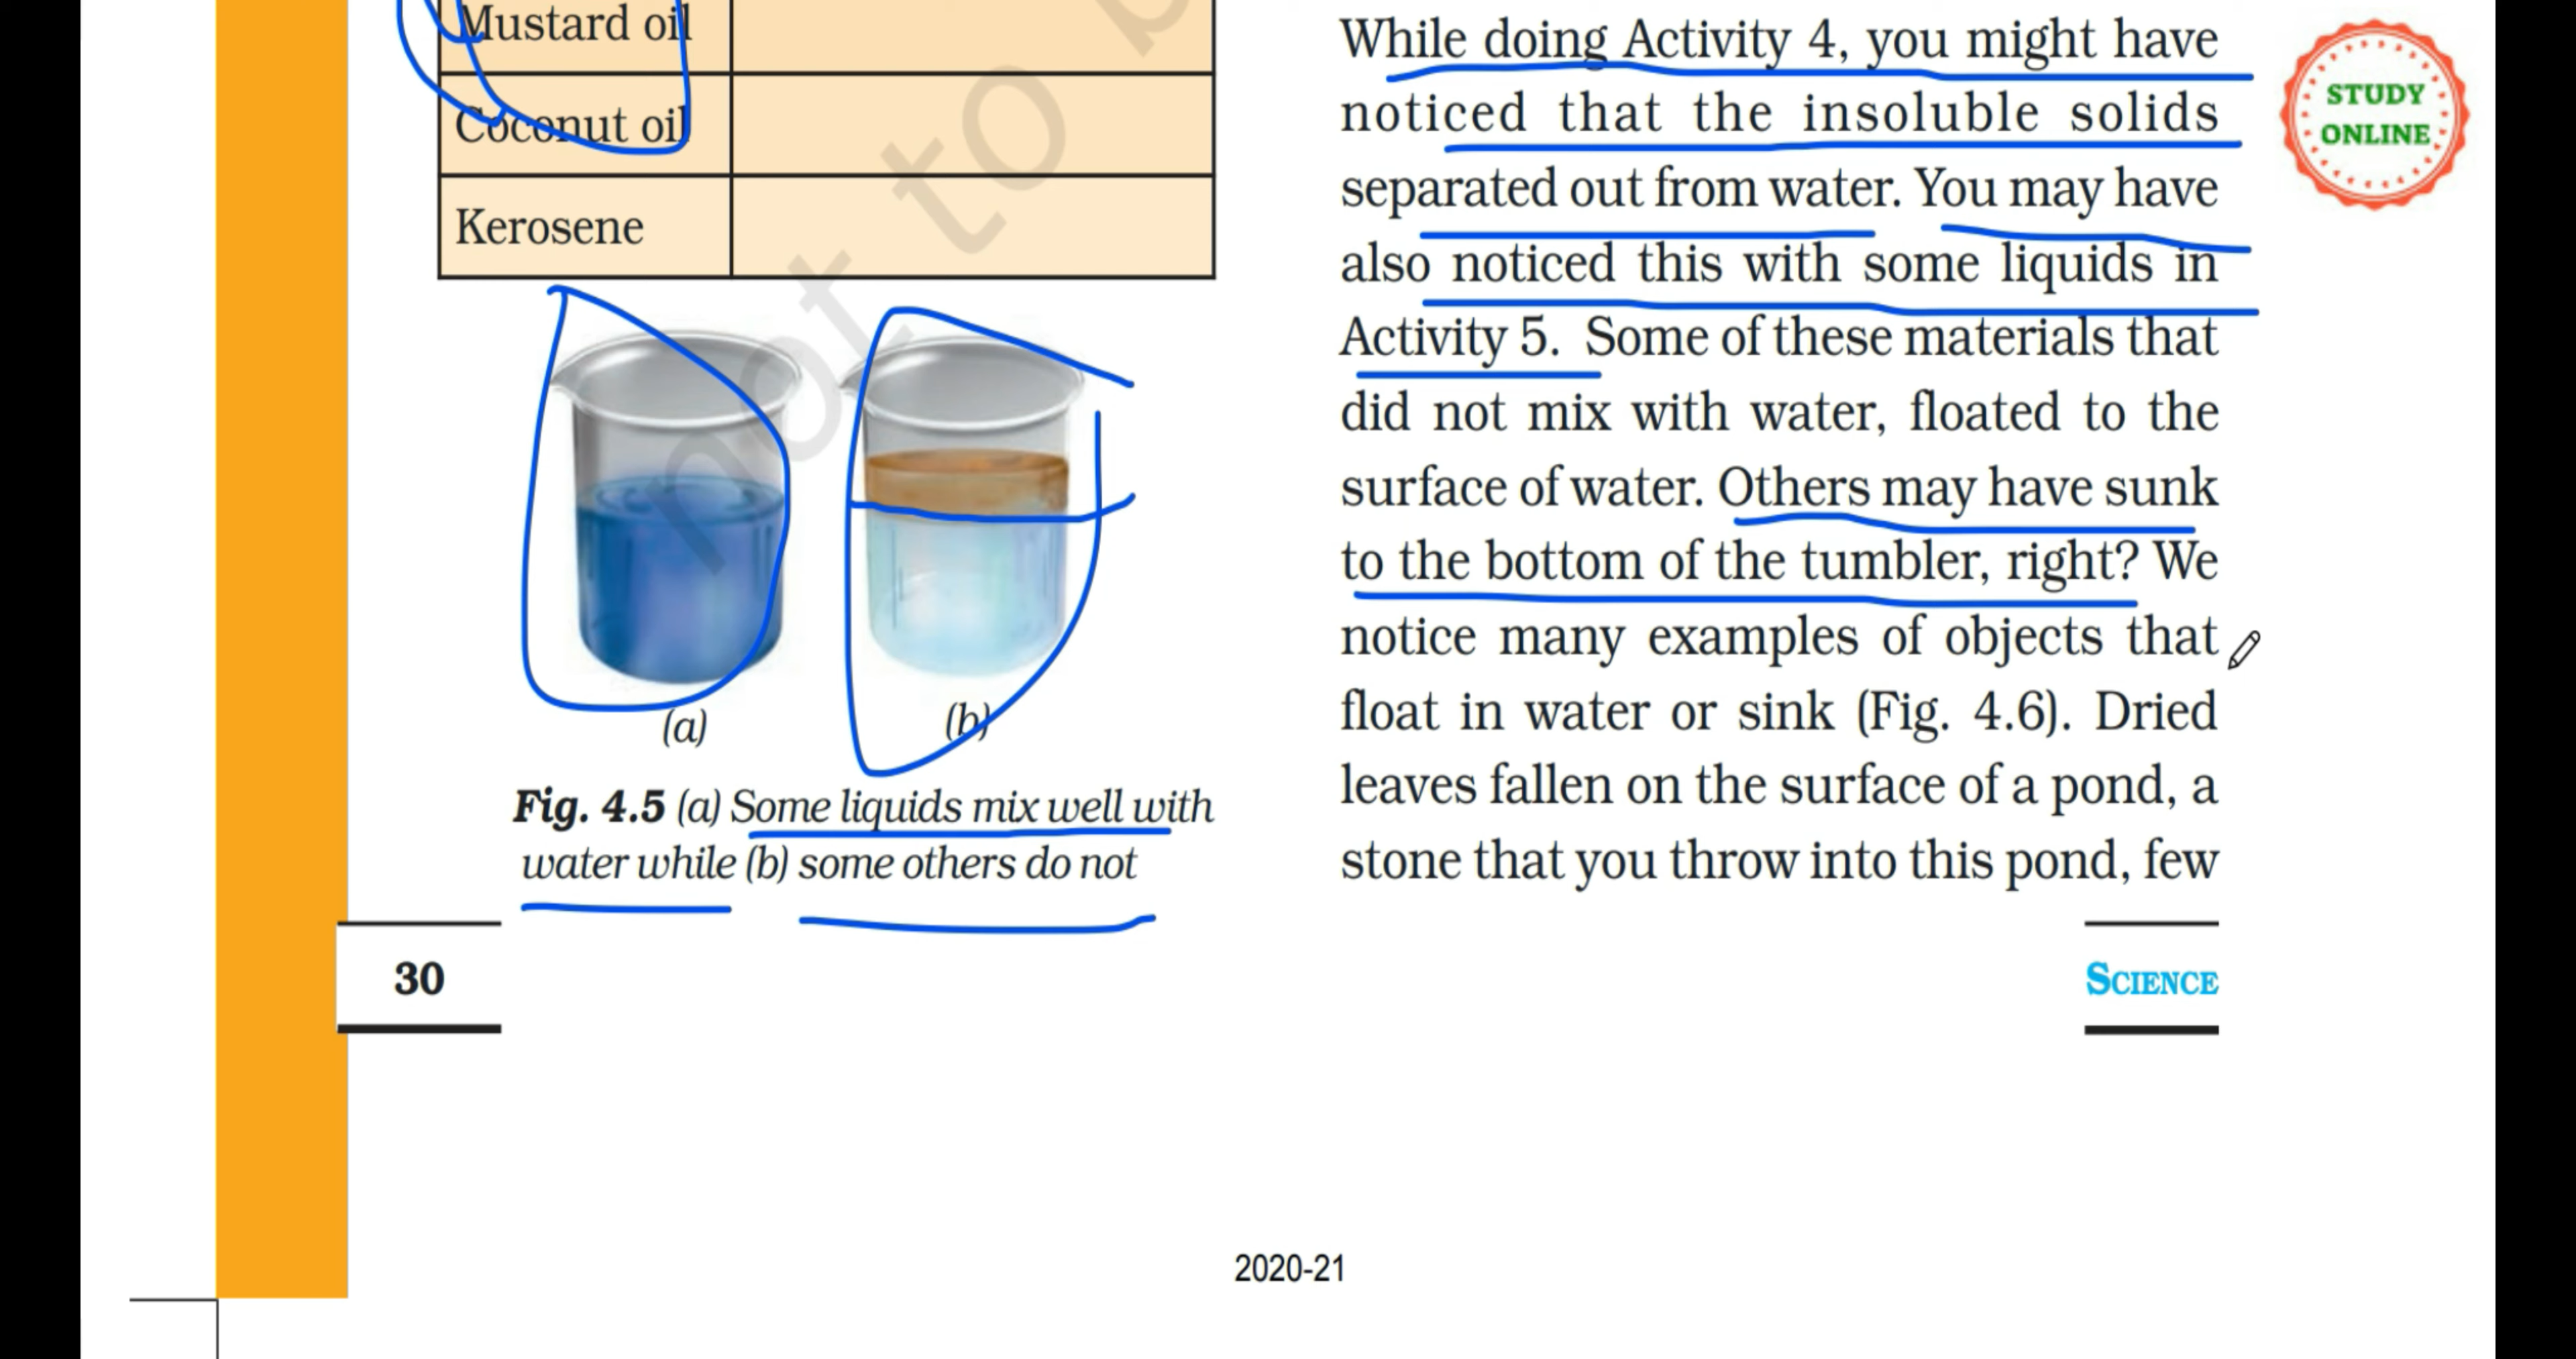 Mustard oil
Coconut oil
Kerosene
(a)
(b)
Fig. 4.5 (a) Some liquids mix well with
water while (b) some others do not
30
While doing Activity 4, you might have
noticed that the insoluble solids
separated out from water. You may have
also noticed this with some liquids in
Activity 5. Some of these materials that
did not mix with water, floated to the
surface of water. Others may have sunk
to the bottom of the tumbler, right? We
notice many examples of objects that
float in water or sink (Fig. 4.6). Dried
leaves fallen on the surface of a pond, a
stone that you throw into this pond, few
SCIENCE
2020-21
STUDY
ONLINE
not to b